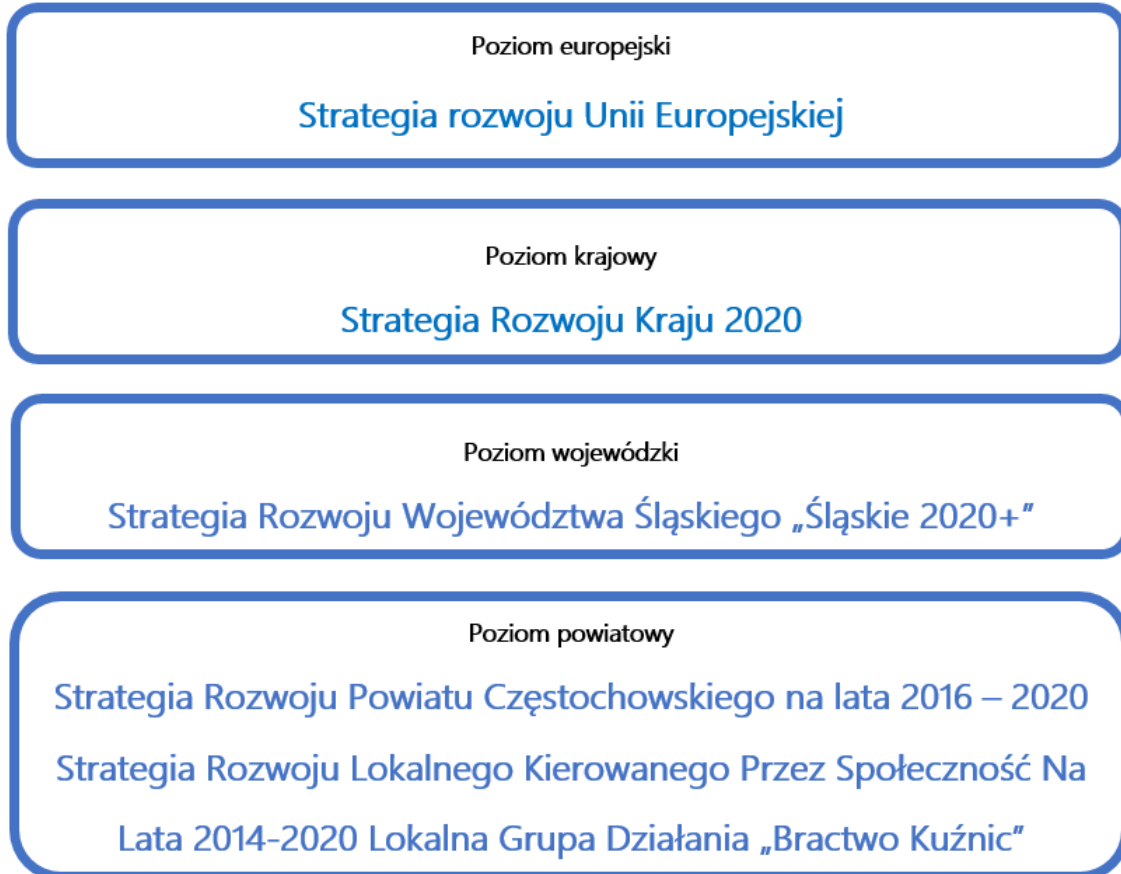 Poziom europejski
Strategia rozwoju Unii Europejskiej
Poziom krajowy
Strategia Rozwoju Kraju 2020
Poziom wojewódzki
Strategia Rozwoju Województwa Śląskiego „Śląskie 2020+”
Poziom powiatowy
Strategia Rozwoju Powiatu Częstochowskiego na lata 2016 – 2020
Strategia Rozwoju Lokalnego Kierowanego Przez Społeczność Na
Lata 2014-2020 Lokalna Grupa Działania „Bractwo Kuźnic”